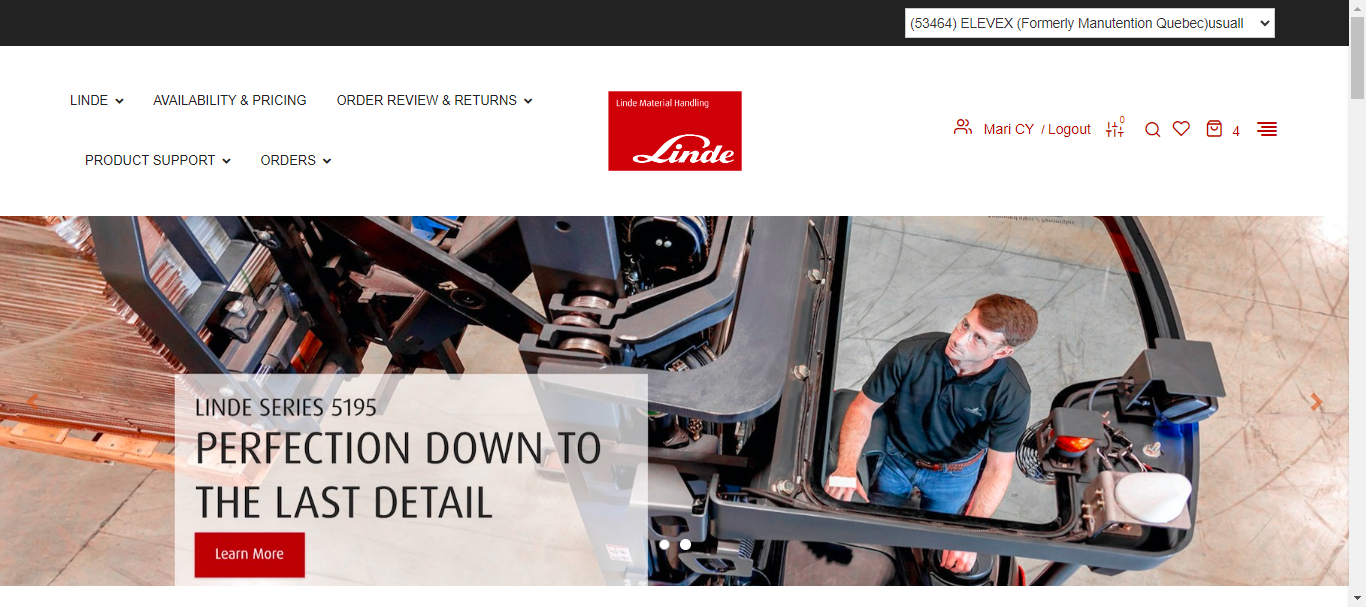 (53464) ELEVEX (Formerly Manutention Quebec)usuall
LINDE
AVAILABILITY & PRICING
ORDER REVIEW & RETURNS
PRODUCT SUPPORT
ORDERS
Linde Material Handling
Linde
Mari CY / Logout
0
4
LINDE SERIES 5195
PERFECTION DOWN TO
THE LAST DETAIL
Learn More